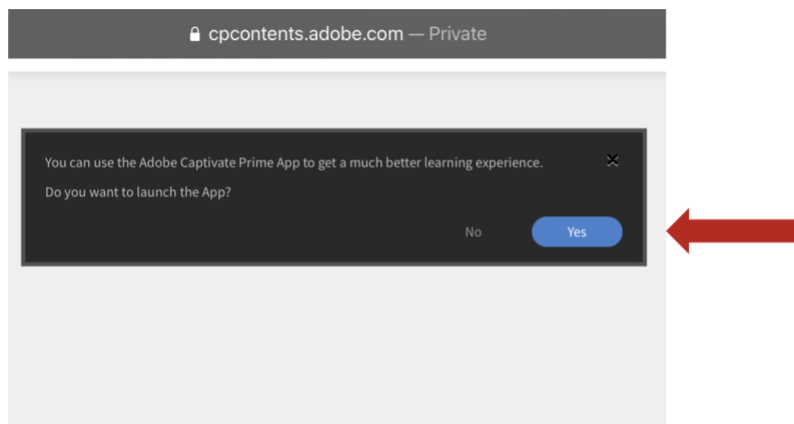 cpcontents.adobe.com — Private
You can use the Adobe Captivate Prime App to get a much better learning experience.
Do you want to launch the App?
No Yes